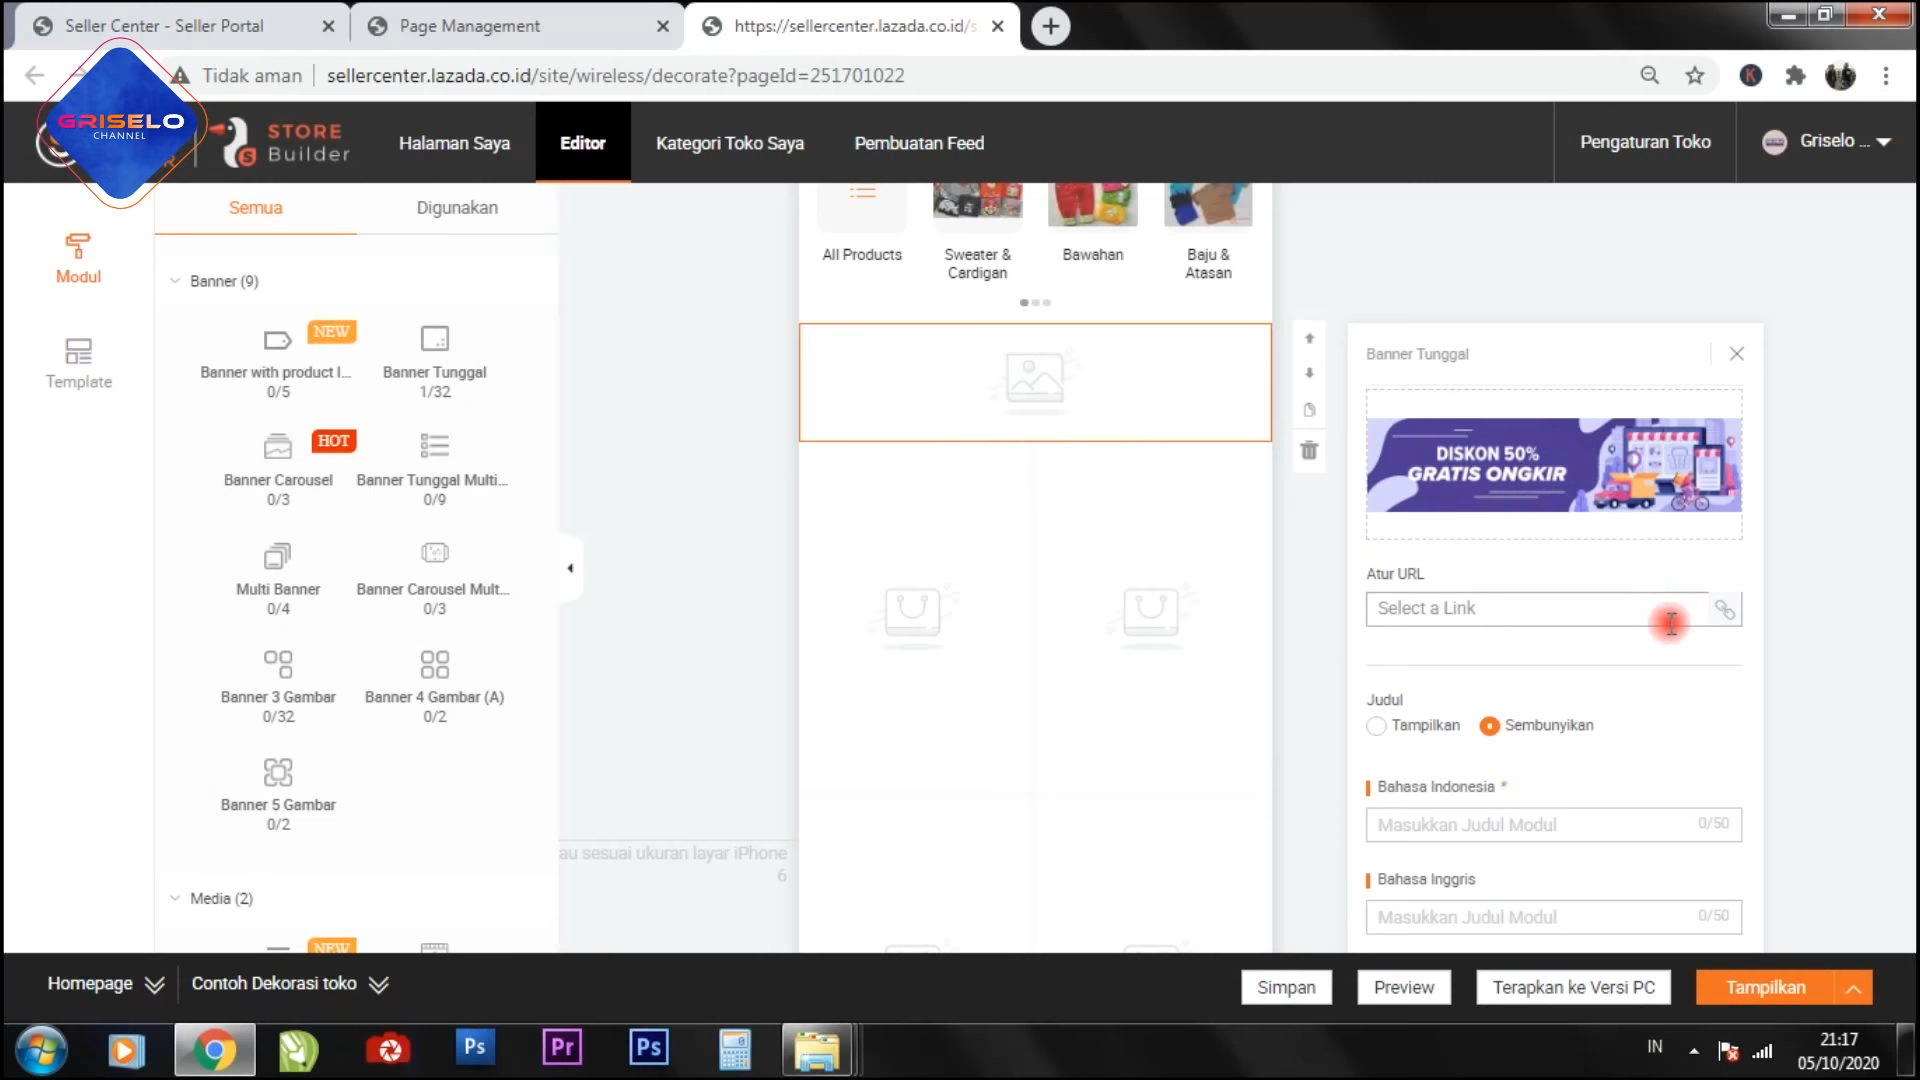 Seller Center - Seller Portal
Page Management
https://sellercenter.lazada.co.id/s
Tidak aman
sellercenter.lazada.co.id/site/wireless/decorate?pageId=251701022
GRISELO
CHANNEL
STORE
Builder
Halaman Saya
Editor
Kategori Toko Saya
Pembuatan Feed
Pengaturan Toko
Griselo ...
Modul
Template
Semua
Digunakan
Banner (9)
NEW
Banner with product I...
0/5
Banner Tunggal
1/32
HOT
Banner Carousel
0/3
Banner Tunggal Multi...
0/9
Multi Banner
0/4
Banner Carousel Mult...
0/3
Banner 3 Gambar
0/32
Banner 4 Gambar (A)
0/2
Banner 5 Gambar
0/2
Media (2)
NEW
au sesuai ukuran layar iPhone
6
All Products
Sweater &
Cardigan
Bawahan
Baju &
Atasan
Banner Tunggal
DISKON 50%
GRATIS ONGKIR
Atur URL
Select a Link
Judul
Tampilkan
Sembunyikan
Bahasa Indonesia *
Masukkan Judul Modul
0/50
Bahasa Inggris
Masukkan Judul Modul
0/50
Homepage
Contoh Dekorasi toko
Simpan
Preview
Terapkan ke Versi PC
Tampilkan
Ps
Pr
Ps
IN
21:17
05/10/2020